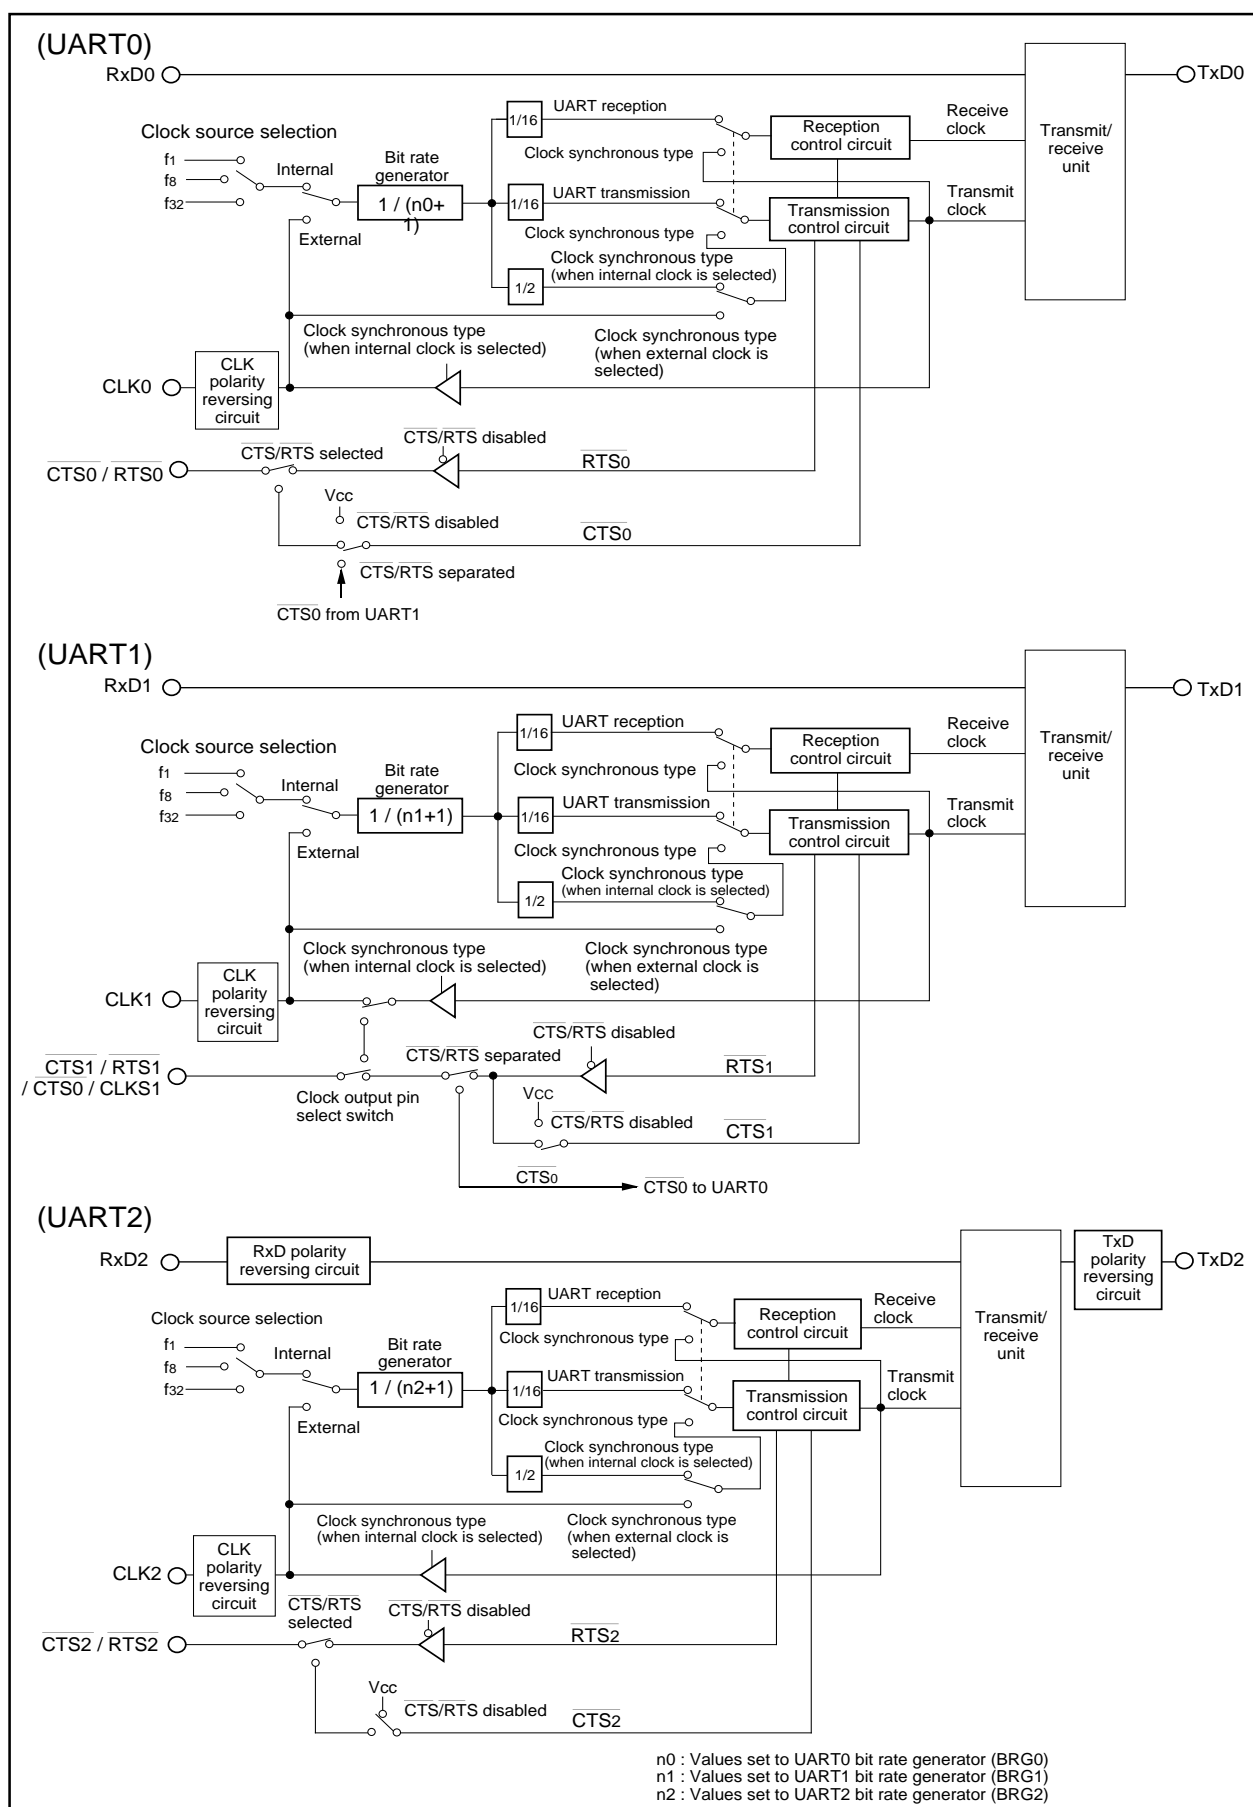 (UART0)
RxD0
TxD0
Clock source selection
f1
f8
f32
Internal
External
Bit rate
generator
1 / (n0+
1)
1/16
UART reception
Clock synchronous type
1/16
UART transmission
Clock synchronous type
Clock synchronous type
(when internal clock is selected)
1/2
Reception
control circuit
Transmission
control circuit
Receive
clock
Transmit
clock
Transmit/
receive
unit
Clock synchronous type
(when internal clock is selected)
Clock synchronous type
(when external clock is
selected)
CLK0
CLK
polarity
reversing
circuit
CTS0 / RTS0
CTS/RTS selected
CTS/RTS disabled
RTS0
Vcc
CTS/RTS disabled
CTS0
CTS/RTS separated
CTS0 from UART1
(UART1)
RxD1
TxD1
Clock source selection
f1
f8
f32
Internal
External
Bit rate
generator
1 / (n1+1)
1/16
UART reception
Clock synchronous type
1/16
UART transmission
Clock synchronous type
Clock synchronous type
(when internal clock is selected)
1/2
Reception
control circuit
Transmission
control circuit
Receive
clock
Transmit
clock
Transmit/
receive
unit
Clock synchronous type
(when internal clock is selected)
Clock synchronous type
(when external clock is
selected)
CLK1
CLK
polarity
reversing
circuit
CTS1 / RTS1
/ CTS0 / CLKS1
Clock output pin
select switch
CTS/RTS separated
CTS/RTS disabled
RTS1
VCC
CTS/RTS disabled
CTS1
CTS0
CTS0 to UART0
(UART2)
RxD2
RxD polarity
reversing circuit
TxD
polarity
reversing
circuit
TxD2
Clock source selection
f1
f8
f32
Internal
External
Bit rate
generator
1 / (n2+1)
1/16
UART reception
Clock synchronous type
1/16
UART transmission
Clock synchronous type
Clock synchronous type
(when internal clock is selected)
1/2
Reception
control circuit
Transmission
control circuit
Receive
clock
Transmit
clock
Transmit/
receive
unit
Clock synchronous type
(when internal clock is selected)
Clock synchronous type
(when external clock is
selected)
CLK2
CLK
polarity
reversing
circuit
CTS2 / RTS2
CTS/RTS
selected
CTS/RTS disabled
RTS2
Vcc
CTS/RTS disabled
CTS2
n0 : Values set to UART0 bit rate generator (BRG0)
n1 : Values set to UART1 bit rate generator (BRG1)
n2 : Values set to UART2 bit rate generator (BRG2)